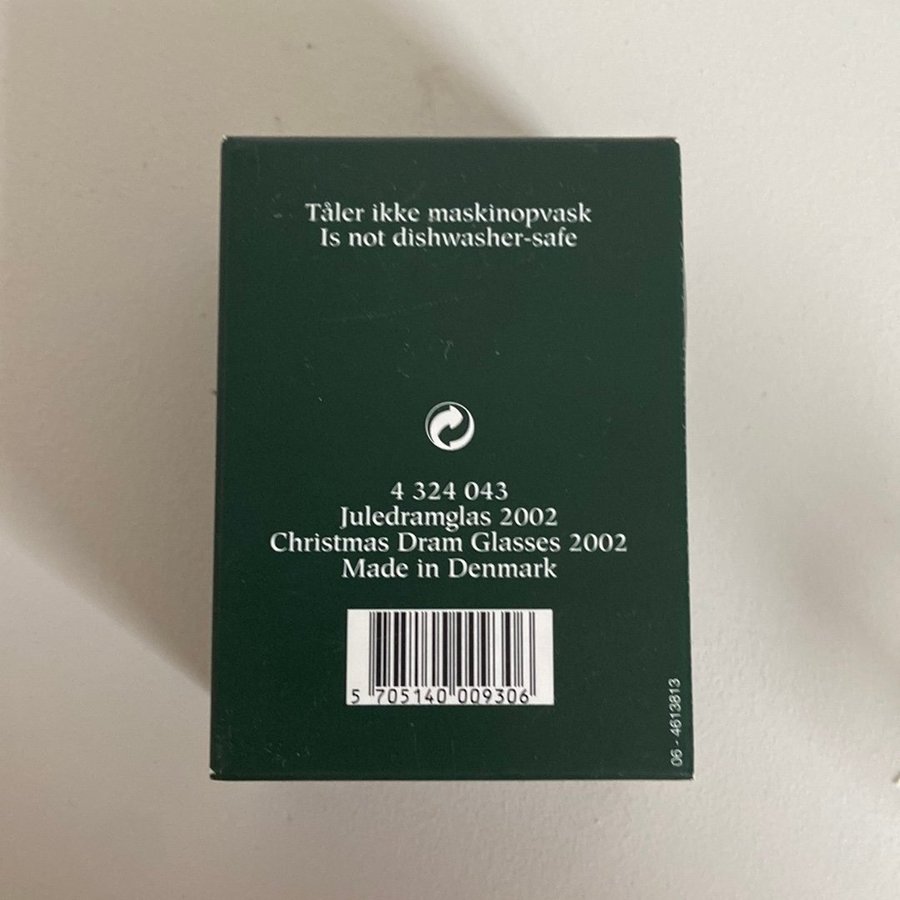 Tåler ikke maskinopvask
Is not dishwasher-safe
4 324 043
Juledramglas 2002
Christmas Dram Glasses 2002
Made in Denmark
5 705140 009306
06 - 4613813